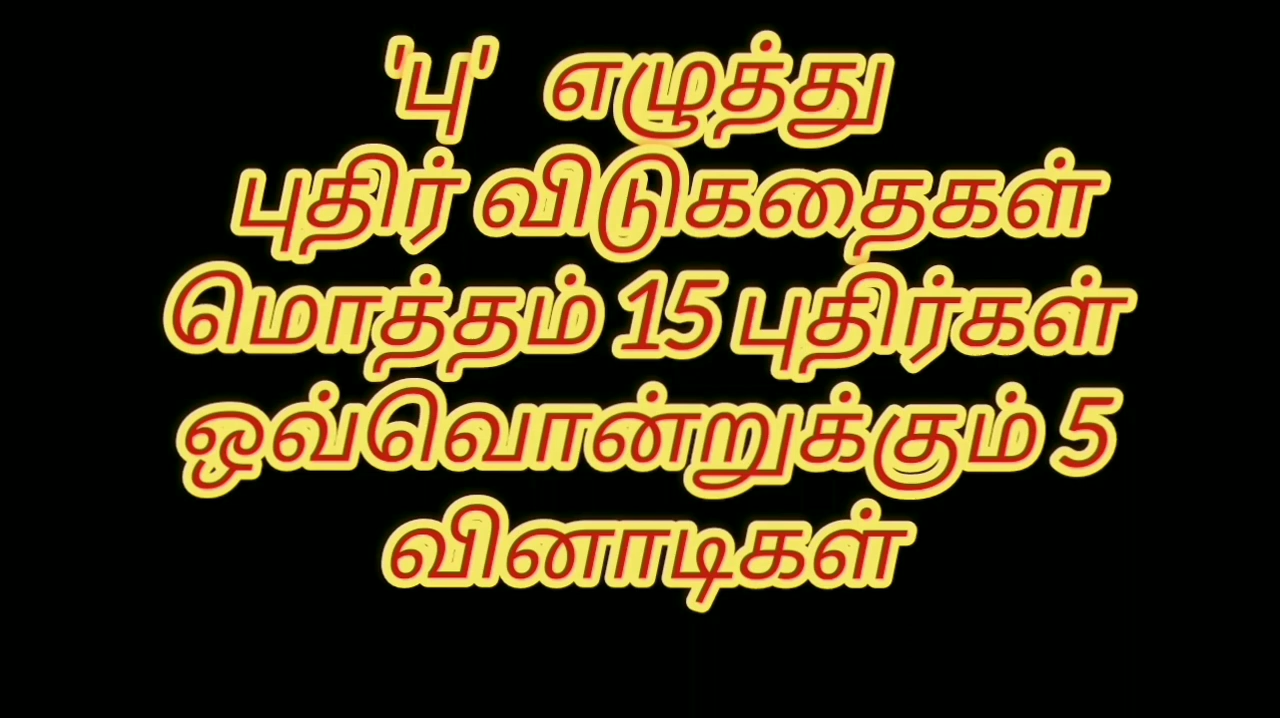 'பு' எழுத்து
புதிர் விடுகதைகள்
மொத்தம் 15 புதிர்கள்
ஒவ்வொன்றுக்கும் 5
வினாடிகள்